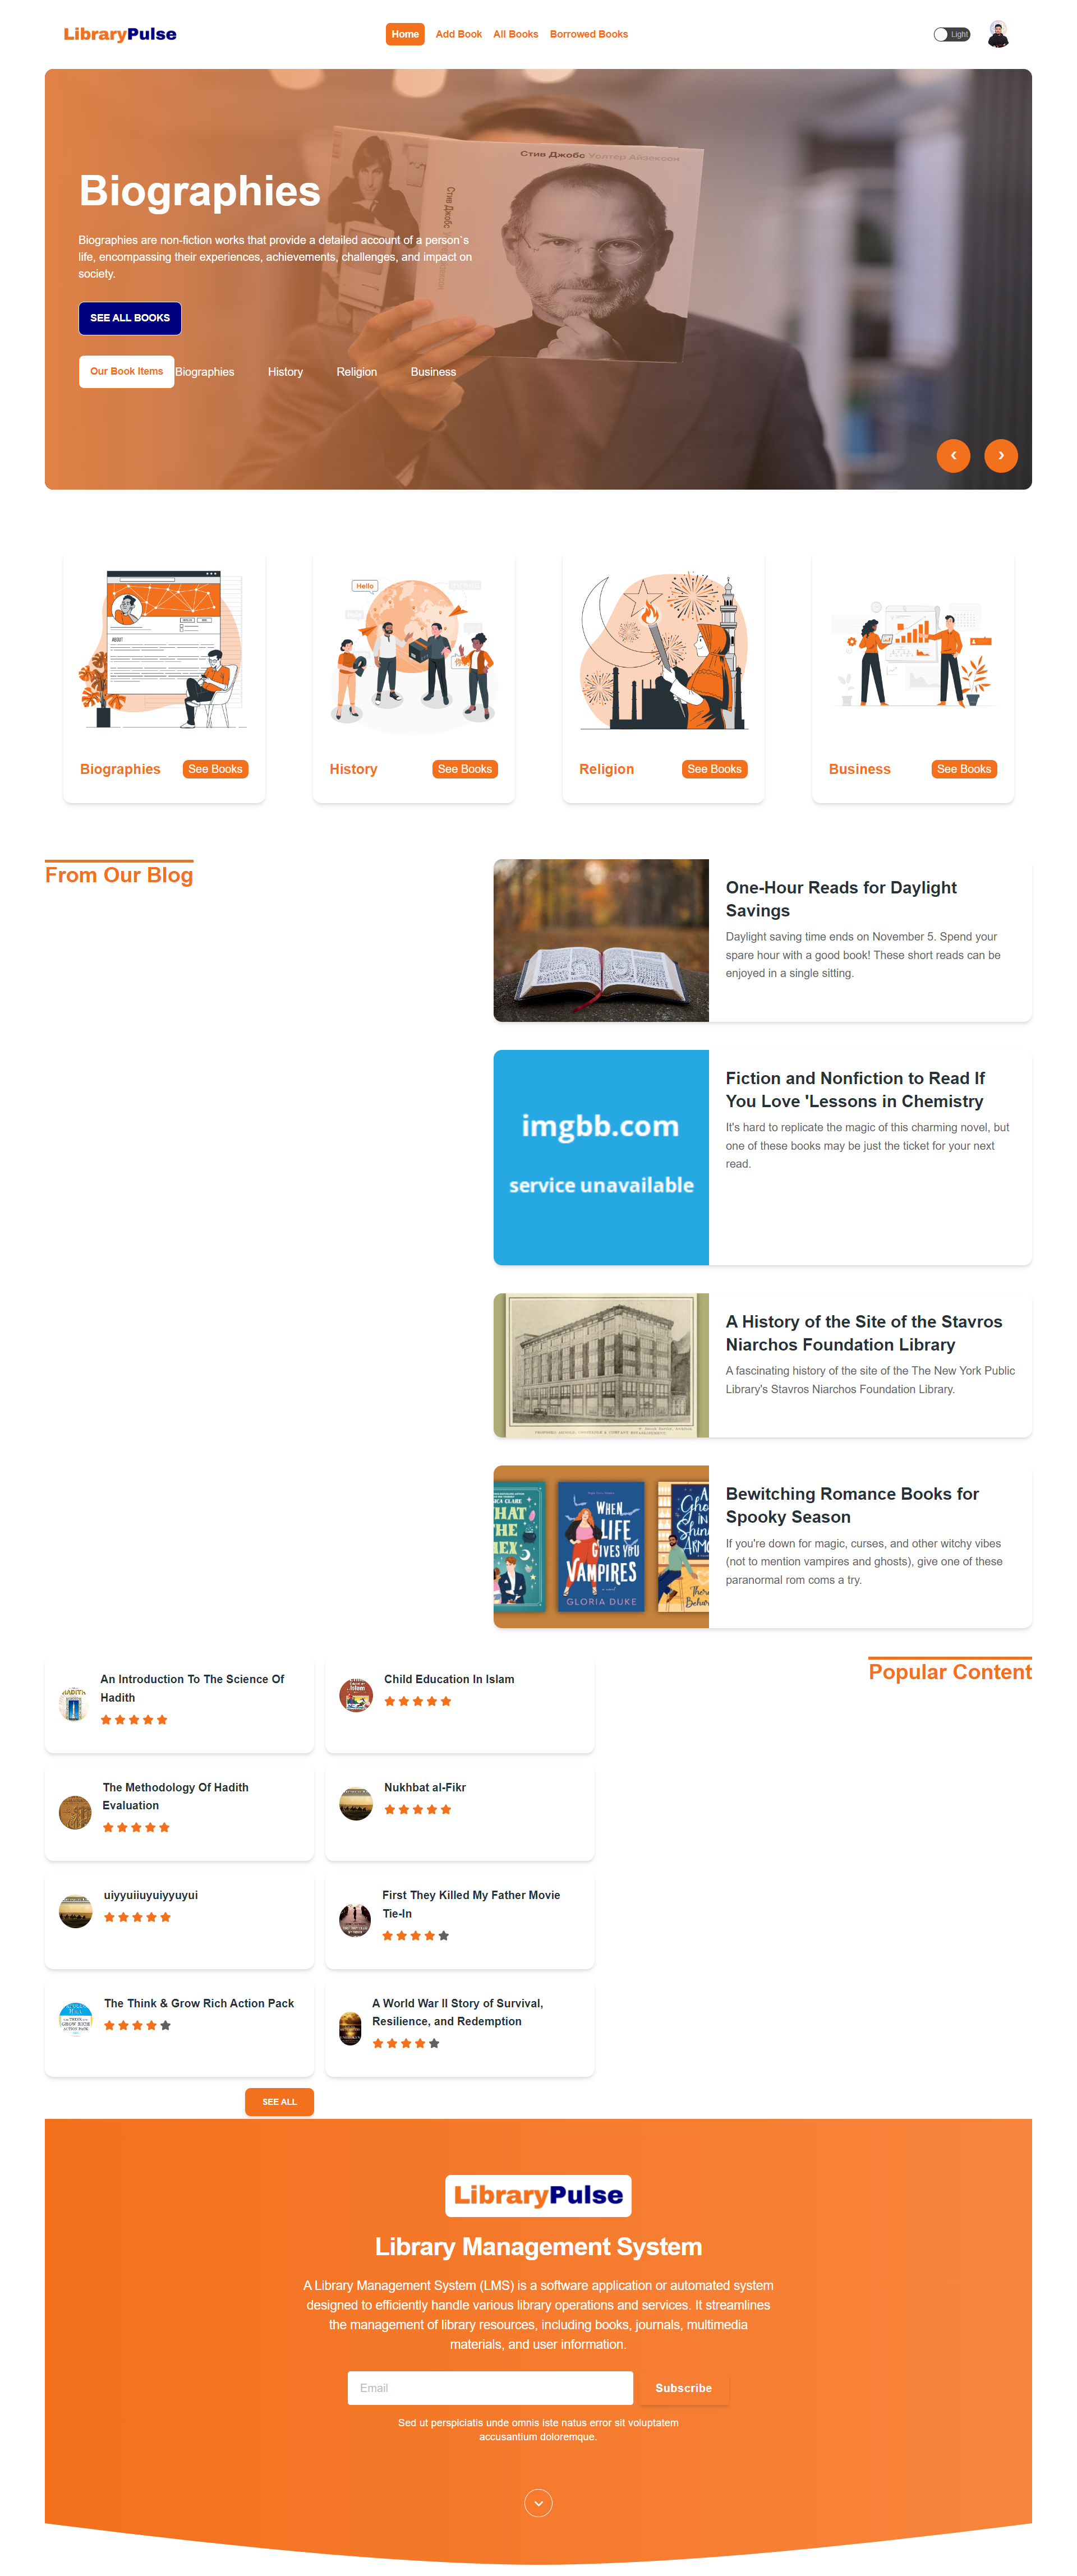 LibraryPulse
Home
Add Book
All Books
Borrowed Books
Light
Стив Джобс Уолтер Айзексон
Стив Джобс
Biographies
Biographies are non-fiction works that provide a detailed account of a person's
life, encompassing their experiences, achievements, challenges, and impact on
society.
SEE ALL BOOKS
Our Book Items
Biographies
History
Religion
Business
‹
›
ABOUT
Hello
Biographies
See Books
History
See Books
Religion
See Books
Business
See Books
From Our Blog
One-Hour Reads for Daylight
Savings
Daylight saving time ends on November 5. Spend your
spare hour with a good book! These short reads can be
enjoyed in a single sitting.
imgbb.com
service unavailable
Fiction and Nonfiction to Read If
You Love 'Lessons in Chemistry
It's hard to replicate the magic of this charming novel, but
one of these books may be just the ticket for your next
read.
A History of the Site of the Stavros
Niarchos Foundation Library
A fascinating history of the site of the The New York Public
Library's Stavros Niarchos Foundation Library.
WHEN
LIFE
GIVES YOU
VAMPIRES
GLORIA DUKE
Bewitching Romance Books for
Spooky Season
If you're down for magic, curses, and other witchy vibes
(not to mention vampires and ghosts), give one of these
paranormal rom coms a try.
Popular Content
An Introduction To The Science Of
Hadith
Child Education In Islam
The Methodology Of Hadith
Evaluation
Nukhbat al-Fikr
uiyyuiiuyuiyyuyui
First They Killed My Father Movie
Tie-In
The Think & Grow Rich Action Pack
A World War II Story of Survival,
Resilience, and Redemption
SEE ALL
LibraryPulse
Library Management System
A Library Management System (LMS) is a software application or automated system
designed to efficiently handle various library operations and services. It streamlines
the management of library resources, including books, journals, multimedia
materials, and user information.
Email
Subscribe
Sed ut perspiciatis unde omnis iste natus error sit voluptatem
accusantium doloremque.